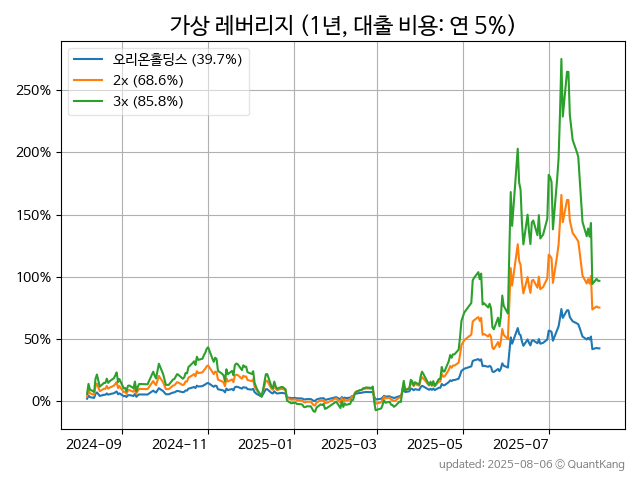 가상 레버리지 (1년, 대출 비용: 연 5%)
오리온홀딩스 (39.7%)
2x (68.6%)
3x (85.8%)
250%
200%
150%
100%
50%
0%
2024-09 2024-11 2025-01 2025-03 2025-05 2025-07
updated: 2025-08-06 © QuantKang